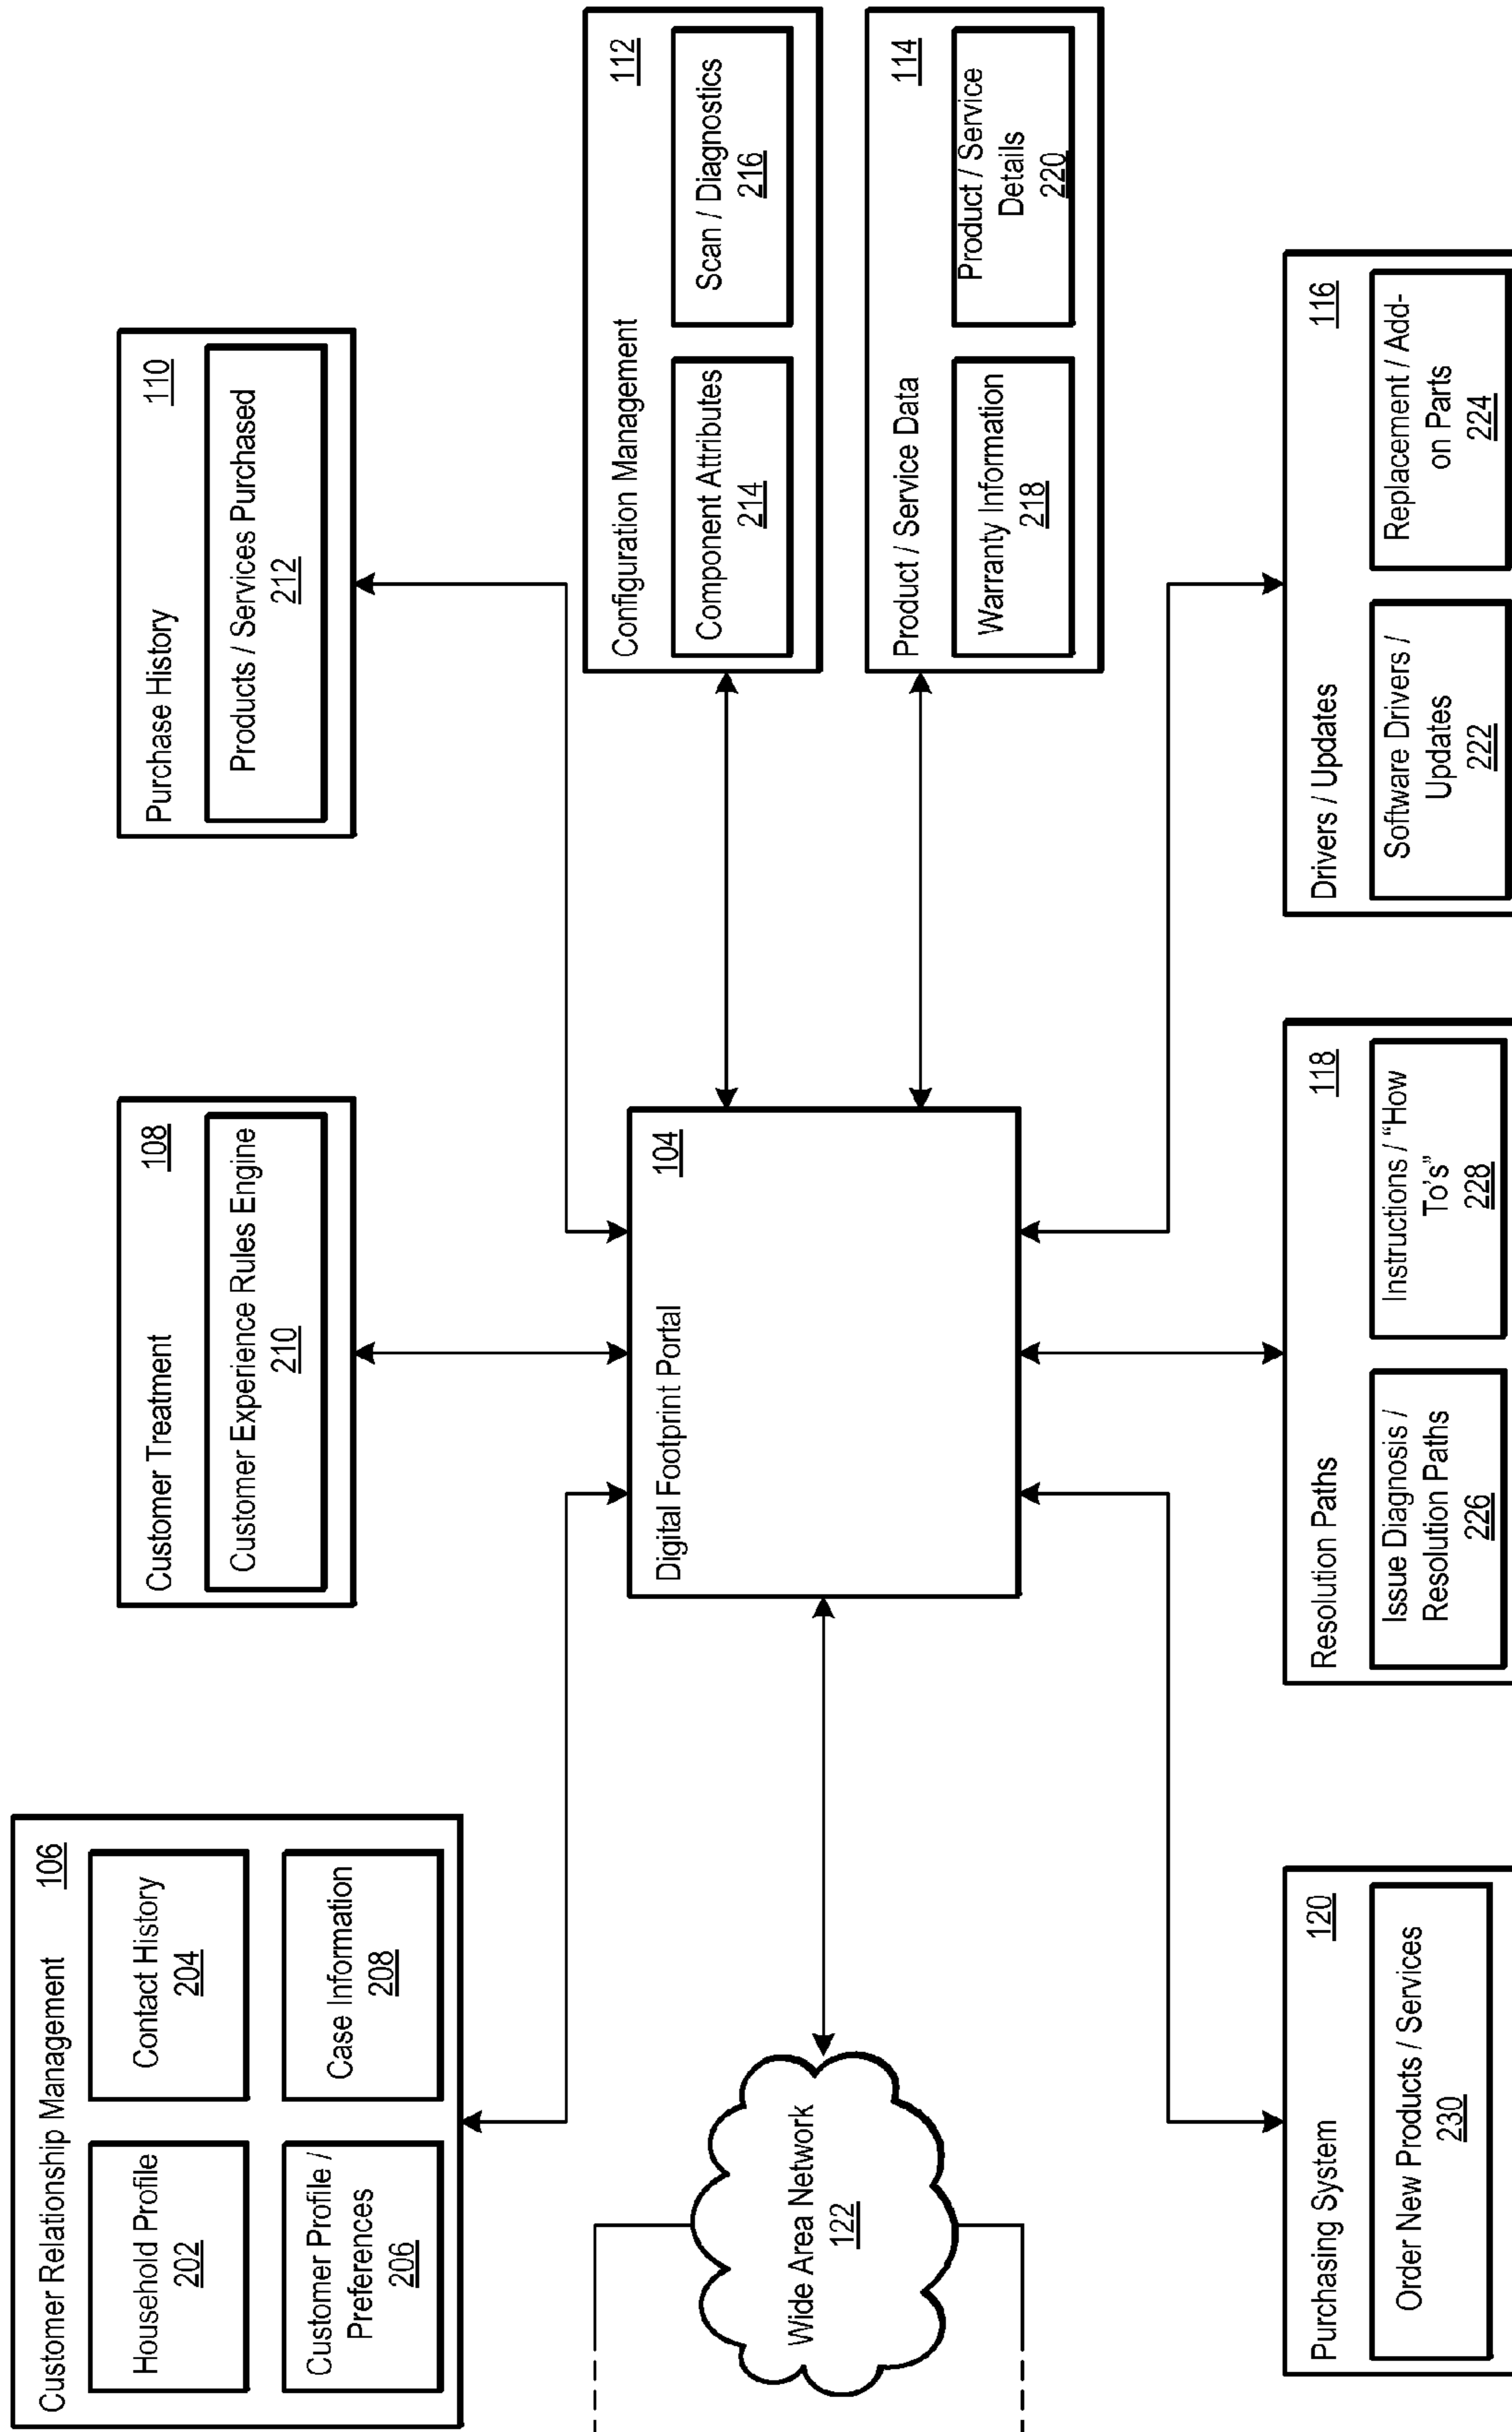 Customer Relationship Management 106
Household Profile
202
Contact History
204
Customer Profile /
Preferences
206
Case Information
208
Customer Treatment 108
Customer Experience Rules Engine
210
Purchase History 110
Products / Services Purchased
212
Wide Area Network
122
Digital Footprint Portal 104
Configuration Management 112
Component Attributes
214
Scan / Diagnostics
216
Product / Service Data 114
Warranty Information
218
Product / Service
Details
220
Purchasing System 120
Order New Products / Services
230
Resolution Paths 118
Issue Diagnosis /
Resolution Paths
226
Instructions / “How
To’s”
228
Drivers / Updates 116
Software Drivers /
Updates
222
Replacement / Add-
on Parts
224